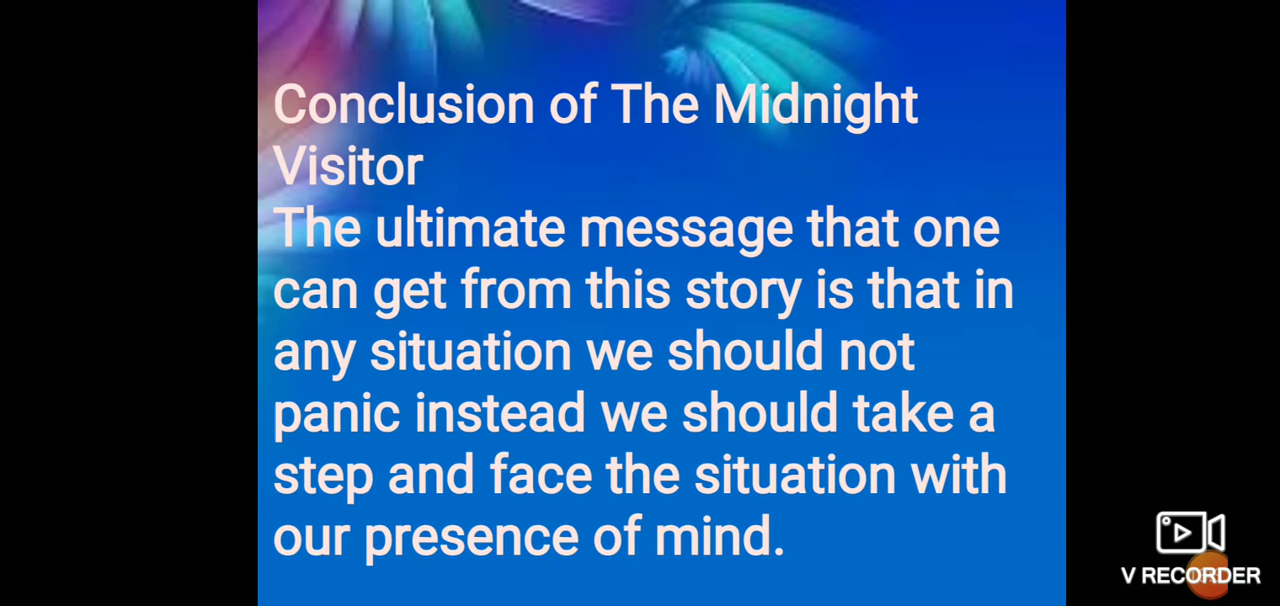 Conclusion of The Midnight
Visitor
The ultimate message that one
can get from this story is that in
any situation we should not
panic instead we should take a
step and face the situation with
our presence of mind.
V RECORDER